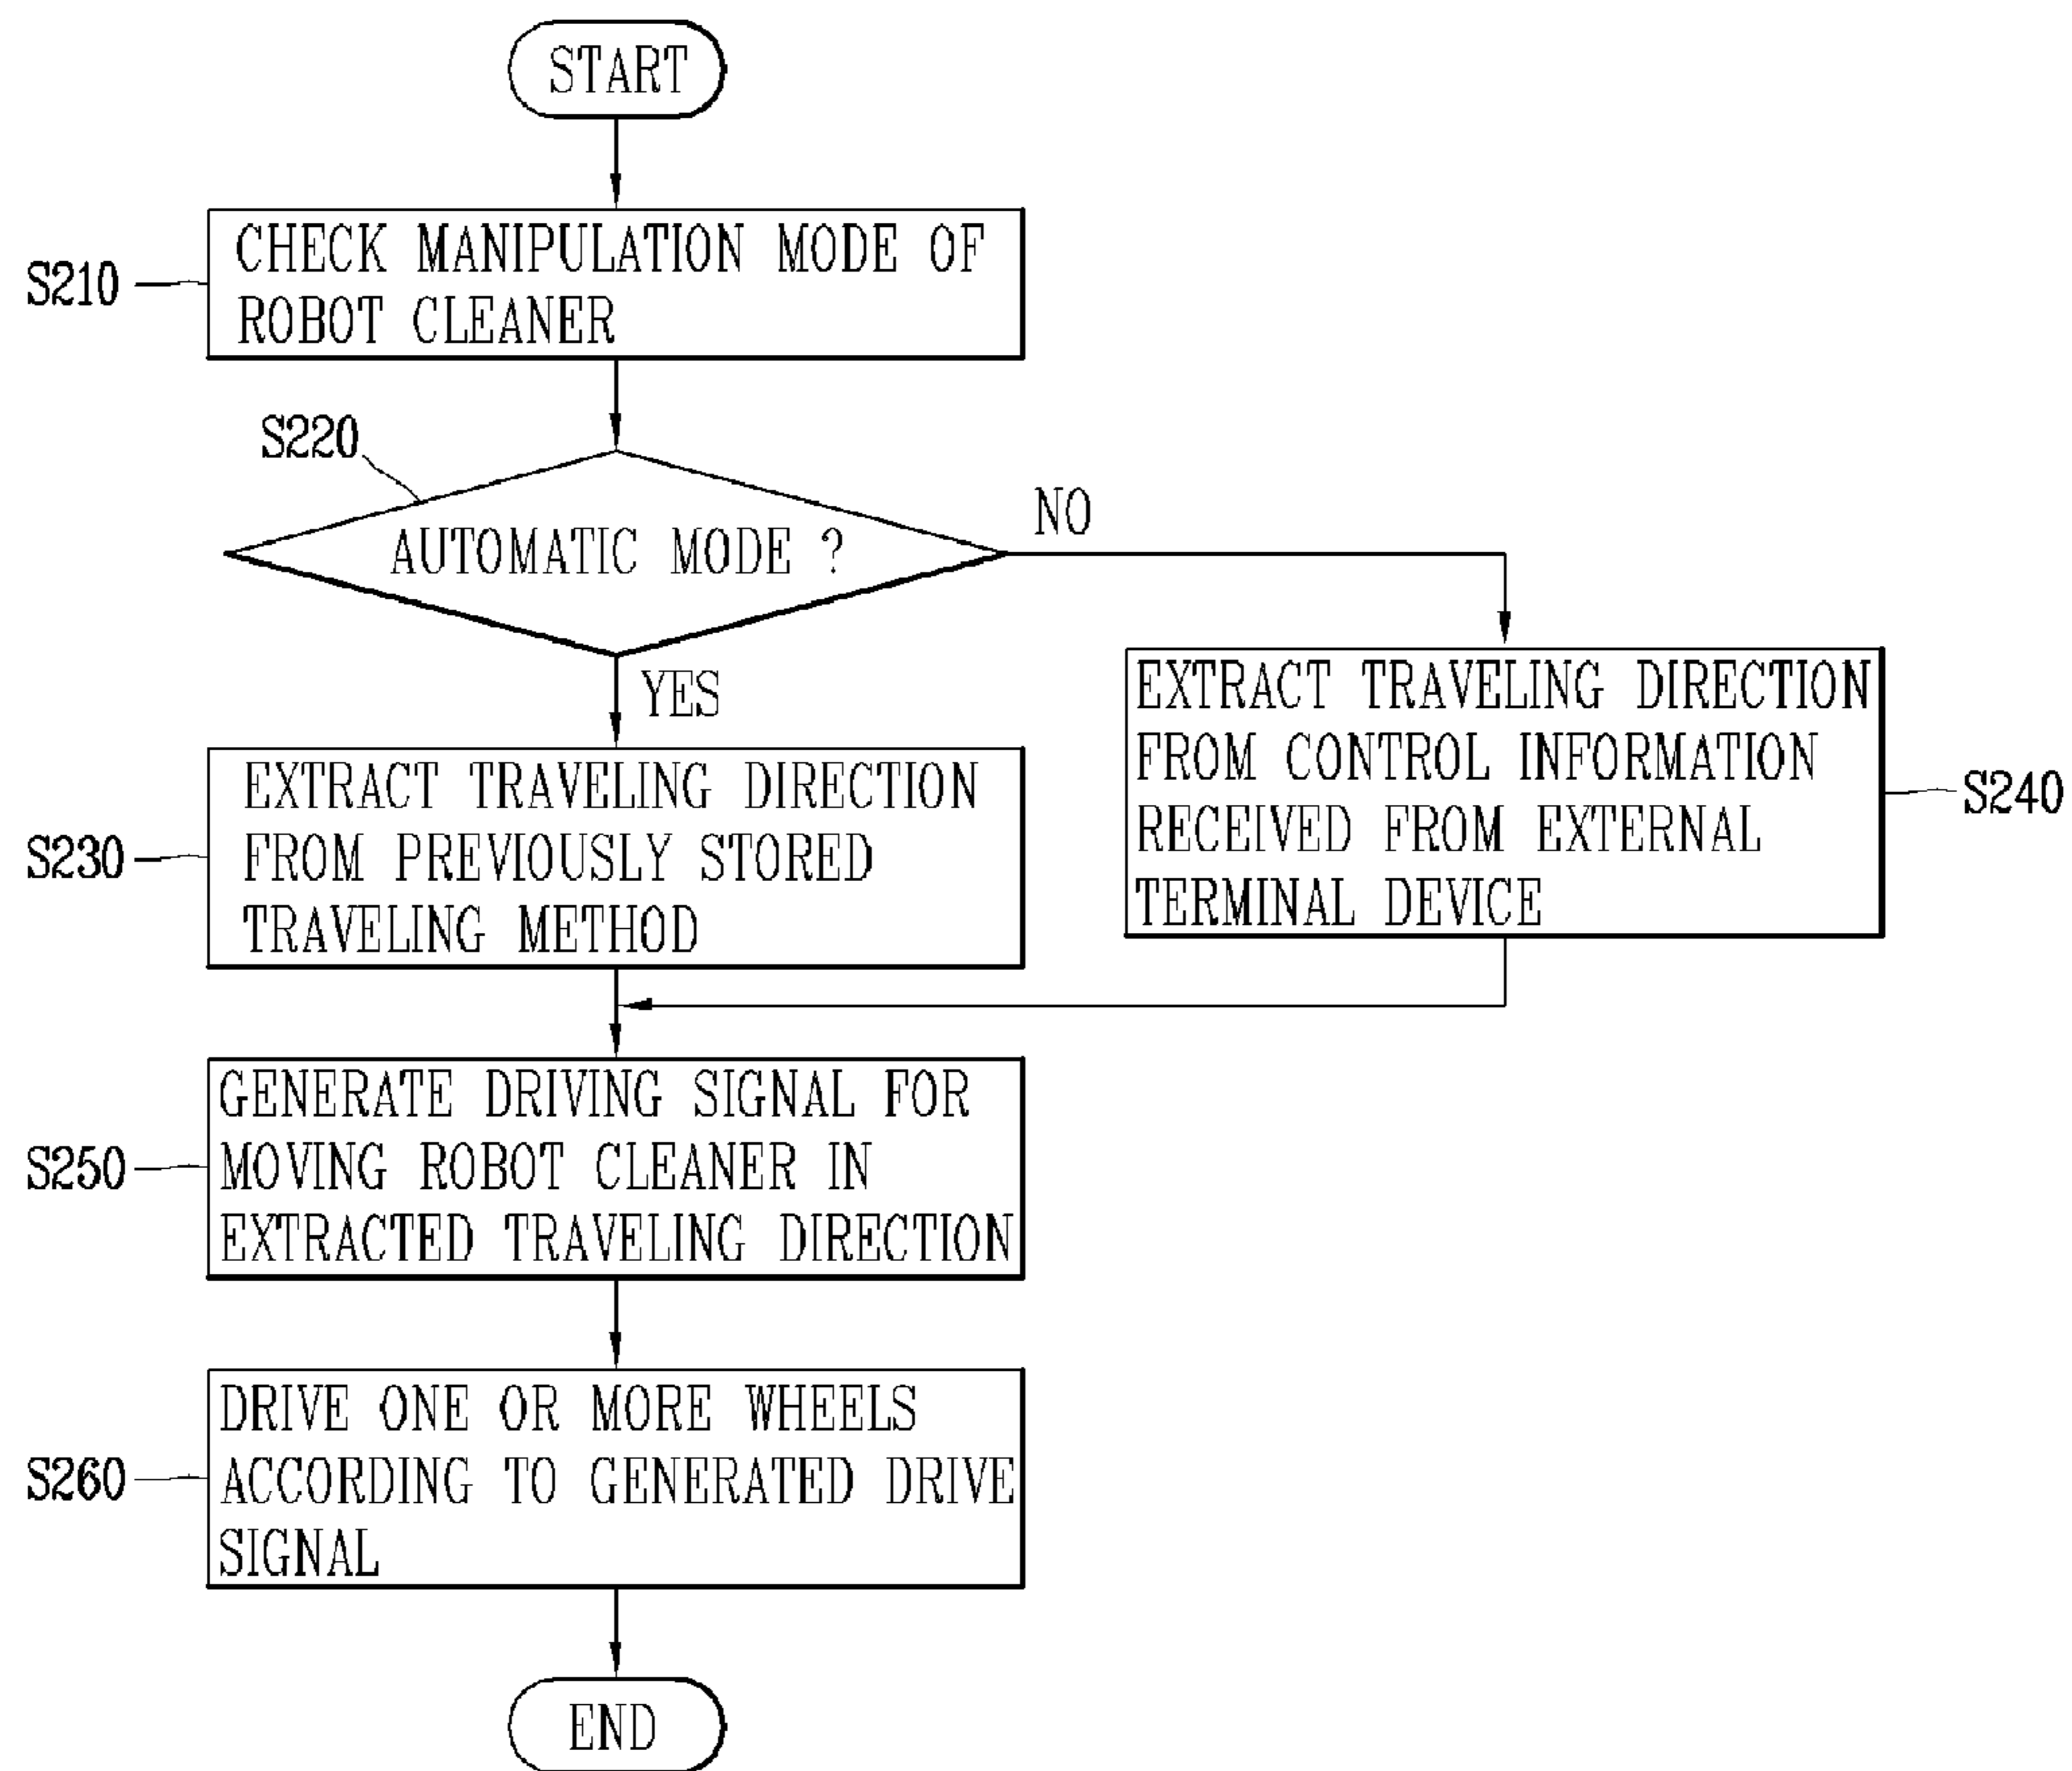 START
S210
CHECK MANIPULATION MODE OF
ROBOT CLEANER
S220
AUTOMATIC MODE ?
NO
YES
S230
EXTRACT TRAVELING DIRECTION
FROM PREVIOUSLY STORED
TRAVELING METHOD
EXTRACT TRAVELING DIRECTION
FROM CONTROL INFORMATION
RECEIVED FROM EXTERNAL
TERMINAL DEVICE
S240
S250
GENERATE DRIVING SIGNAL FOR
MOVING ROBOT CLEANER IN
EXTRACTED TRAVELING DIRECTION
S260
DRIVE ONE OR MORE WHEELS
ACCORDING TO GENERATED DRIVE
SIGNAL
END